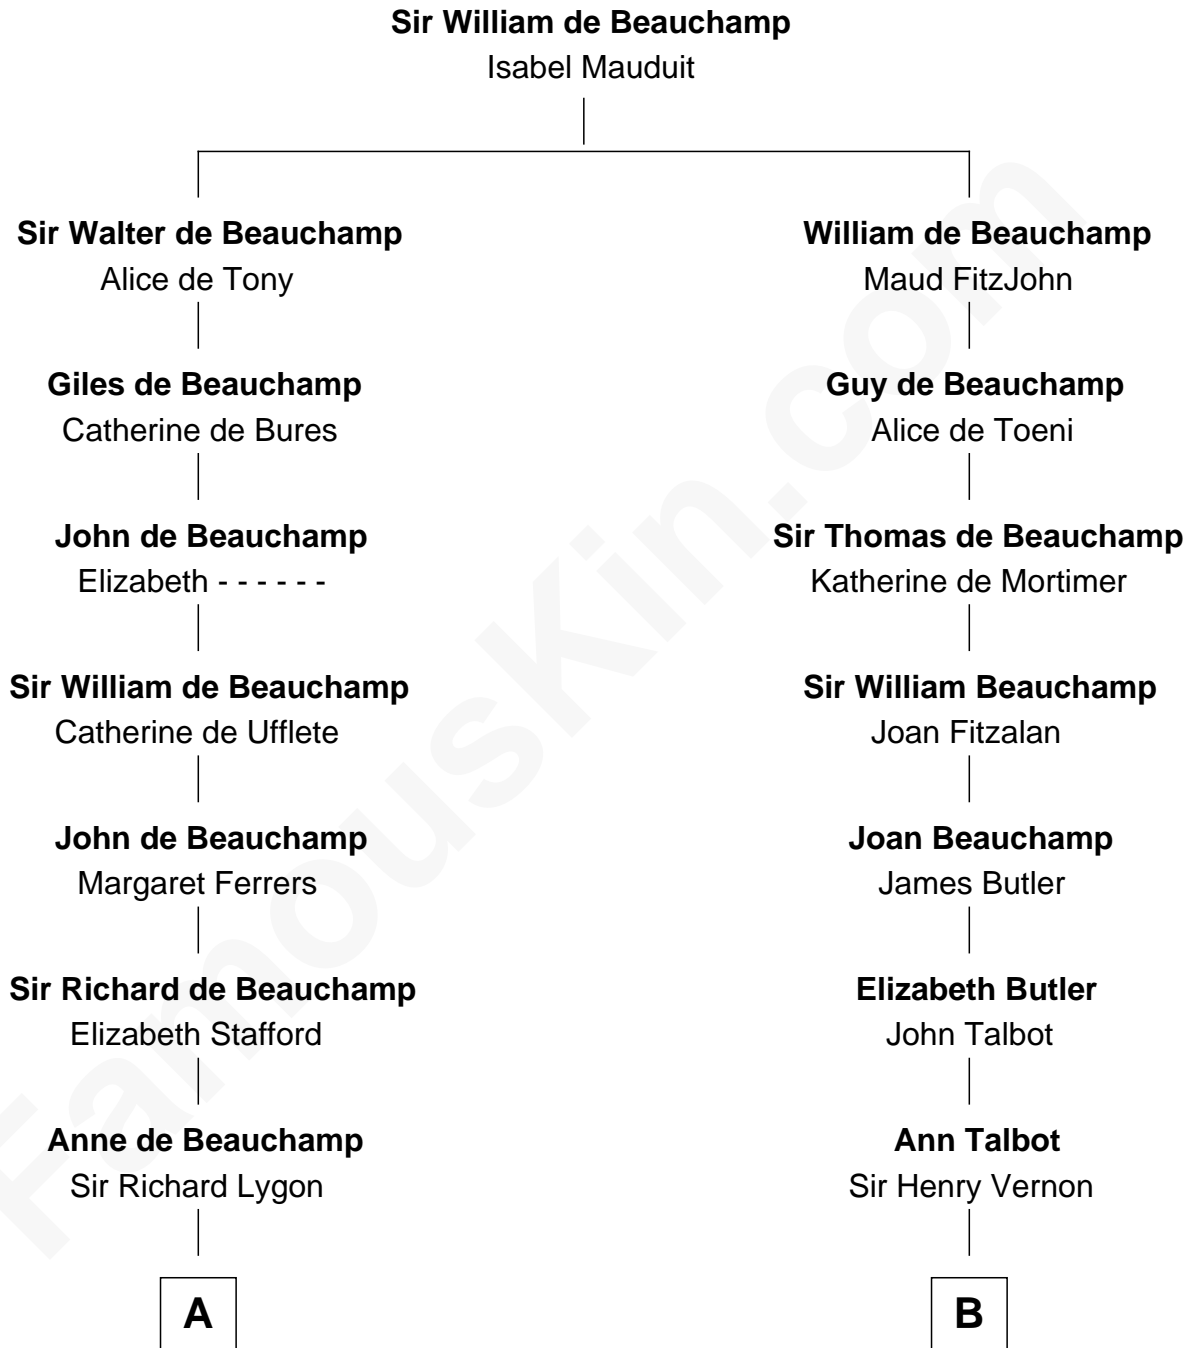 Sir William de Beauchamp
Isabel Mauduit
Sir Walter de Beauchamp
Alice de Tony
Giles de Beauchamp
Catherine de Bures
John de Beauchamp
Elizabeth - - - - - -
Sir William de Beauchamp
Catherine de Ufflete
John de Beauchamp
Margaret Ferrers
Sir Richard de Beauchamp
Elizabeth Stafford
Anne de Beauchamp
Sir Richard Lygon
A
William de Beauchamp
Maud FitzJohn
Guy de Beauchamp
Alice de Toeni
Sir Thomas de Beauchamp
Katherine de Mortimer
Sir William Beauchamp
Joan Fitzalan
Joan Beauchamp
James Butler
Elizabeth Butler
John Talbot
Ann Talbot
Sir Henry Vernon
B
FamousKin.com